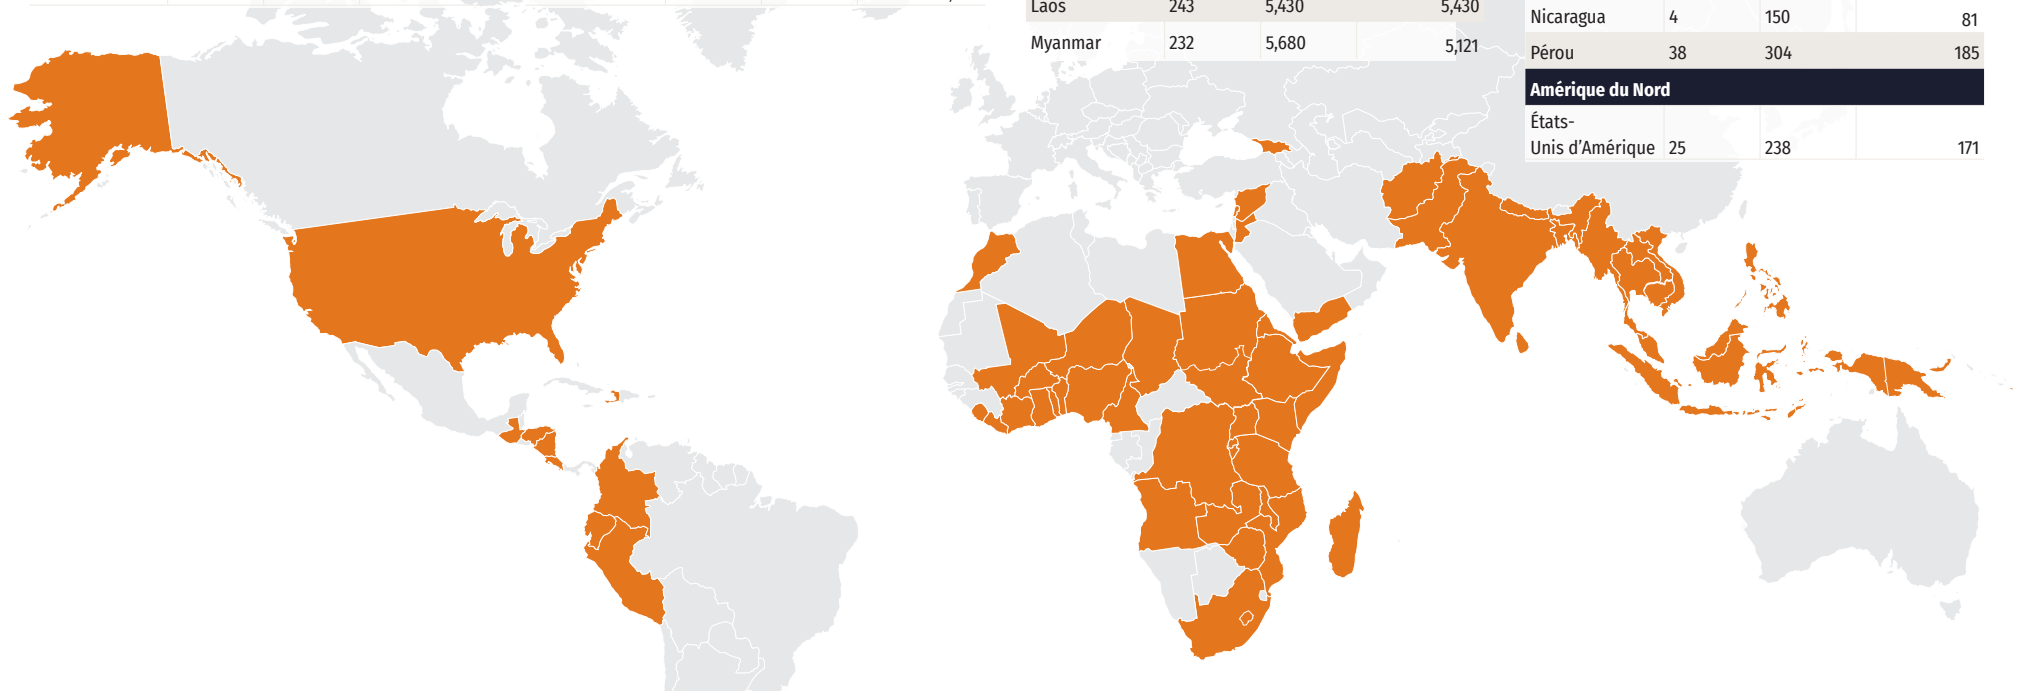 Laos 243 5,430 5,430
Myanmar 232 5,680 5,121
Nicaragua 4 150 81
Pérou 38 304 185
Amérique du Nord
États-
Unis d’Amérique 25 238 171